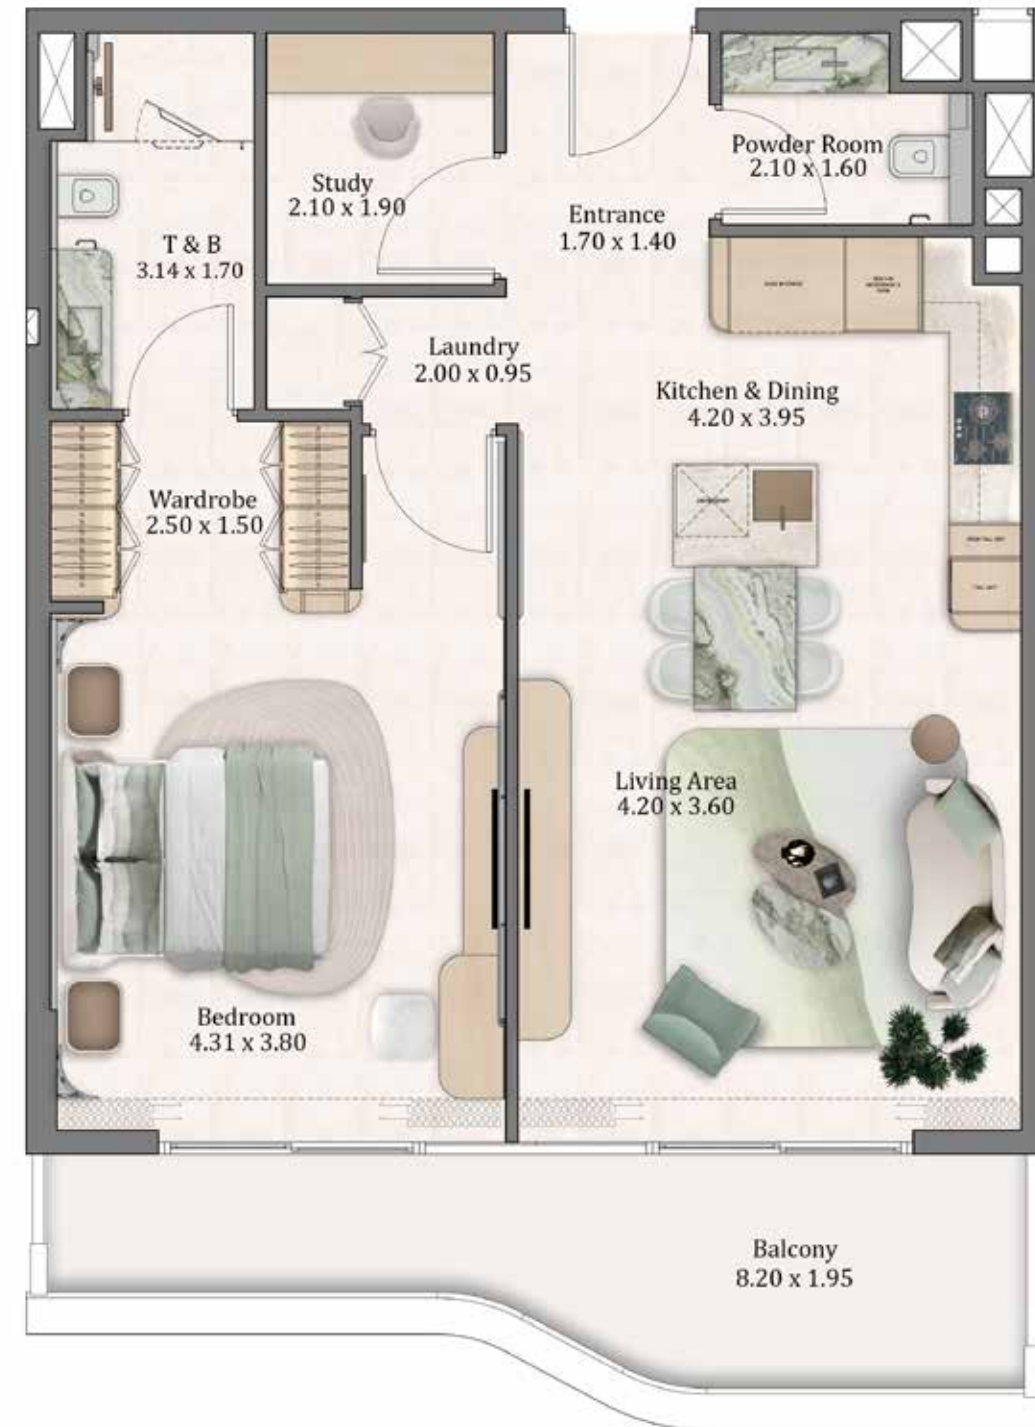 Powder Room
2.10 x 1.60
Study
2.10 x 1.90
Entrance
1.70 x 1.40
T & B
3.14 x 1.70
Laundry
2.00 x 0.95
Kitchen & Dining
4.20 x 3.95
Wardrobe
2.50 x 1.50
Living Area
4.20 x 3.60
Bedroom
4.31 x 3.80
Balcony
8.20 x 1.95